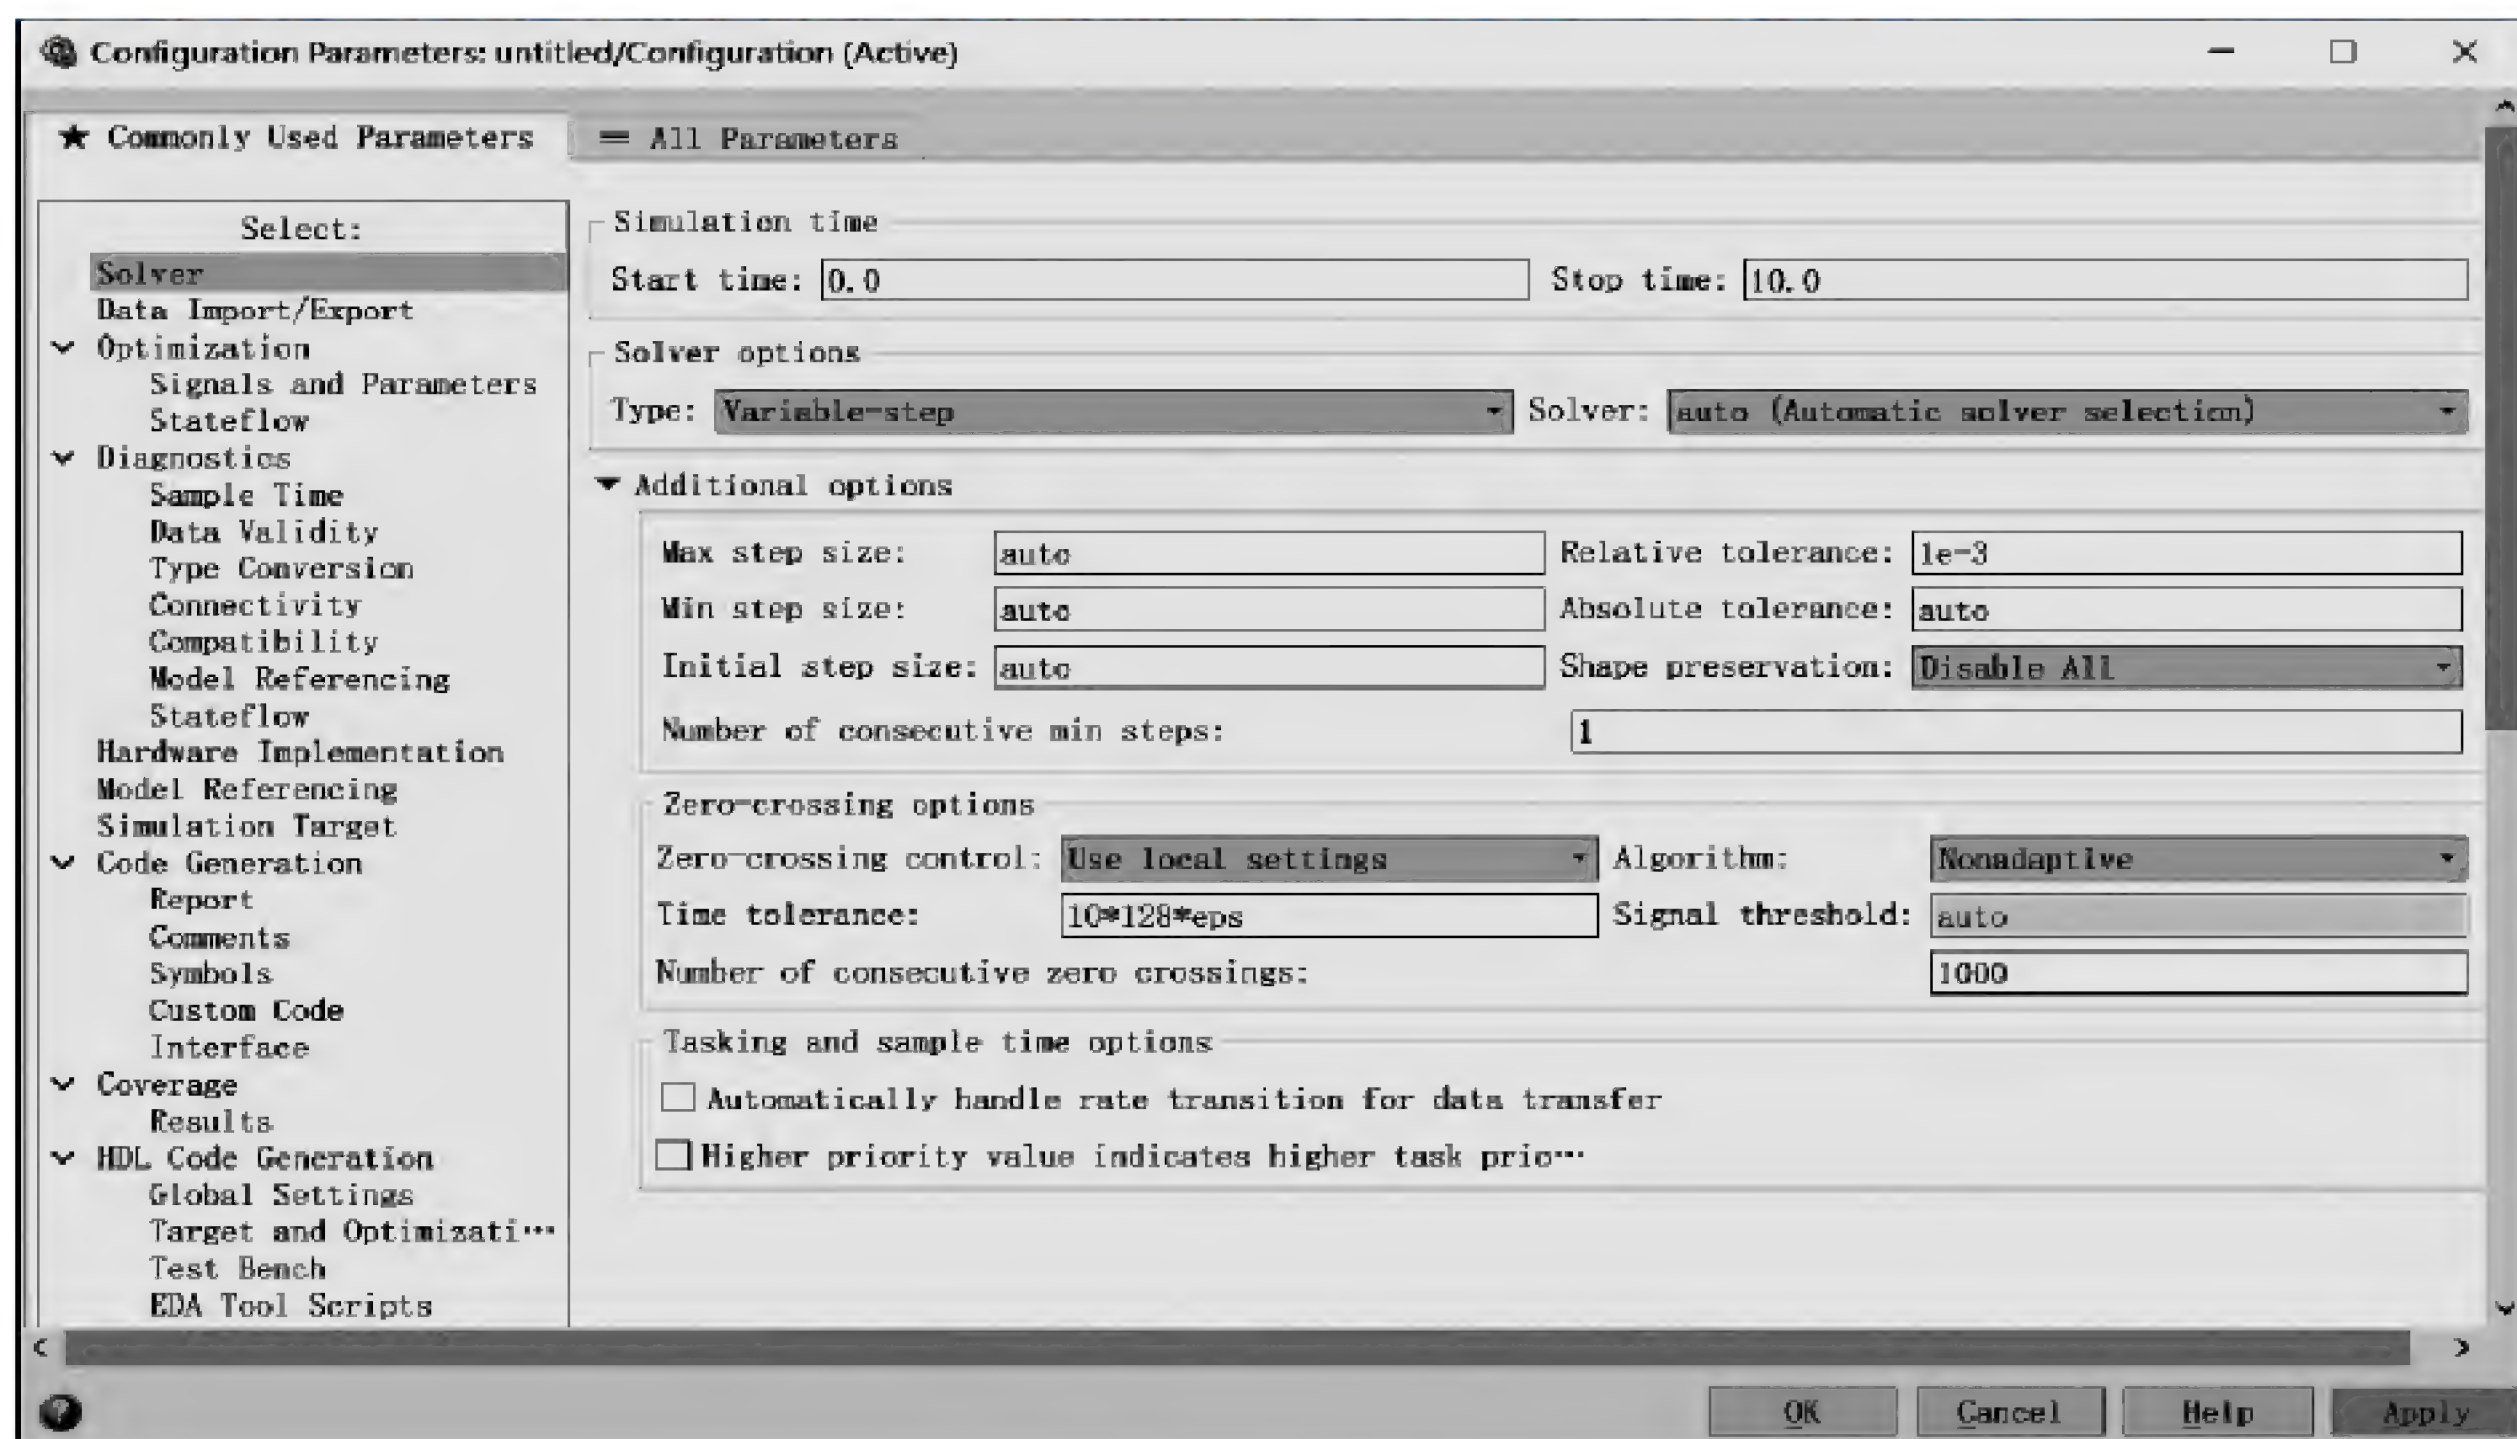 Configuration Parameters: untitled/Configuration (Active)
★ Commonly Used Parameters
All Parameters
Select:
Solver
Data Import/Export
Optimization
Signals and Parameters
Stateflow
Diagnostics
Sample Time
Data Validity
Type Conversion
Connectivity
Compatibility
Model Referencing
Stateflow
Hardware Implementation
Model Referencing
Simulation Target
Code Generation
Report
Comments
Symbols
Custom Code
Interface
Coverage
Results
HDL Code Generation
Global Settings
Target and Optimizati…
Test Bench
EDA Tool Scripts
Simulation time
Start time: 0.0 Stop time: 10.0
Solver options
Type: Variable-step Solver: auto (Automatic solver selection)
Additional options
Max step size: auto Relative tolerance: 1e-3
Min step size: auto Absolute tolerance: auto
Initial step size: auto Shape preservation: Disable All
Number of consecutive min steps: 1
Zero-crossing options
Zero-crossing control: Use local settings Algorithm: Nonadaptive
Time tolerance: 10*128*eps Signal threshold: auto
Number of consecutive zero crossings: 1000
Tasking and sample time options
Automatically handle rate transition for data transfer
Higher priority value indicates higher task prio…
? OK Cancel Help Apply